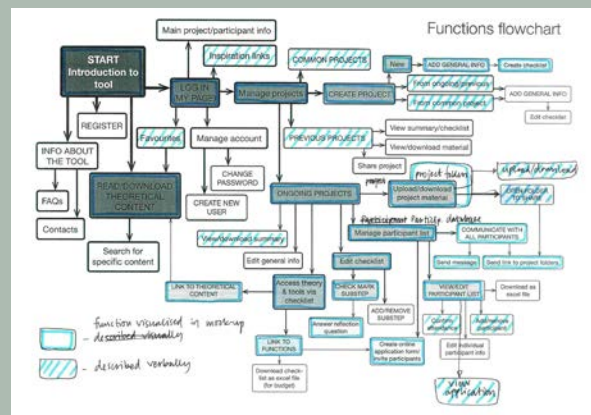 Functions flowchart
START
Introduction to
tool
Main project/participant info
Inspiration links
LOG IN
MY PAGE
Manage projects
COMMON PROJECTS
CREATE PROJECT
New
ADD GENERAL INFO
Create checklist
From ongoing/previous
From common project
ADD GENERAL INFO
Edit checklist
REGISTER
Favourites
Manage account
PREVIOUS PROJECTS
View summary/checklist
View/download material
INFO ABOUT
THE TOOL
FAQs
Contacts
READ/DOWNLOAD
THEORETICAL
CONTENT
Search for
specific content
CHANGE
PASSWORD
CREATE NEW
USER
Share project
project folders
upload/download
project
ONGOING PROJECTS
Upload/download
project material
OPEN FOLDER
TO SHARE
database
Manage participant list
COMMUNICATE WITH
ALL PARTICIPANTS
Send message
Send link to project folders
View/download summary
Edit general info
Edit checklist
LINK TO THEORETICAL
CONTENT
Access theory
& tools via
checklist
CHECK MARK
SUBSTEP
ADD/REMOVE
SUBSTEP
Answer reflection
question
VIEW/EDIT
PARTICIPANT LIST
Download as
excel file
Confirm
attendance
Add/remove
participant
LINK TO
FUNCTIONS
Create online
application form/
invite participants
Edit individual
participant info
Download check-
list as excel file
(for budget)
view
application
function visualised in mock-up
- described visually
- described verbally